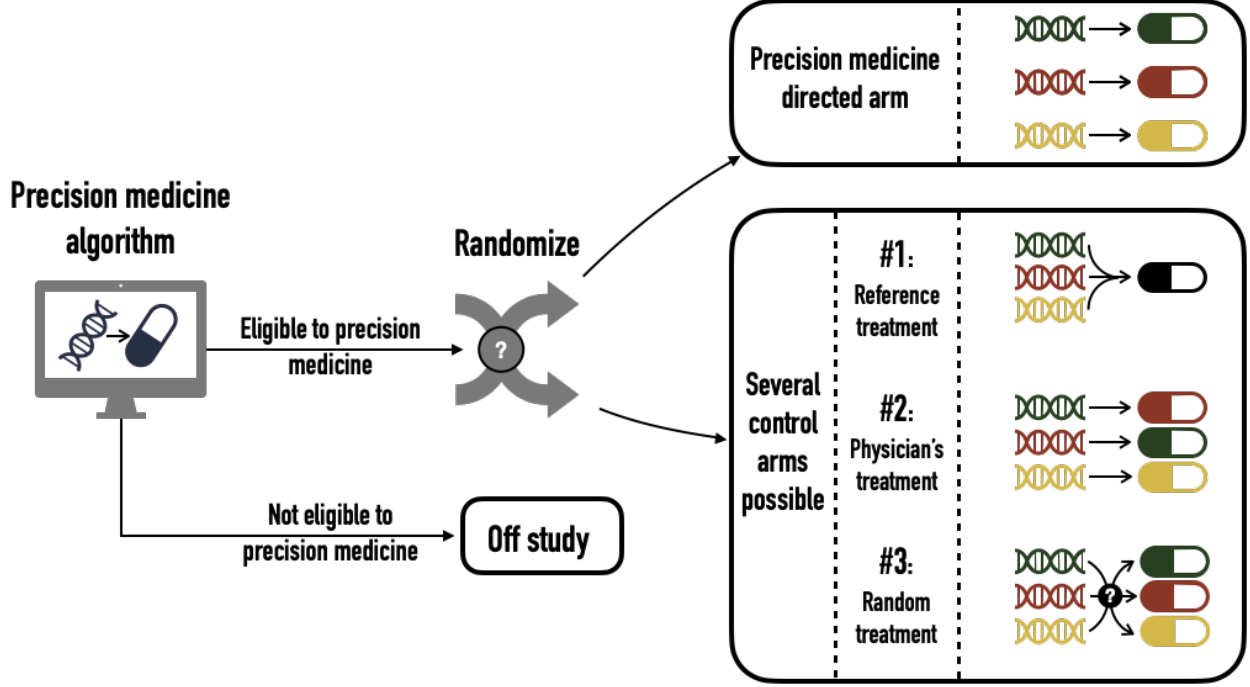 Precision medicine
algorithm
Eligible to precision
medicine
Not eligible to
precision medicine
Off study
Randomize
?
Precision medicine
directed arm
Several
control
arms
possible
#1:
Reference
treatment
#2:
Physician's
treatment
#3:
Random
treatment
?